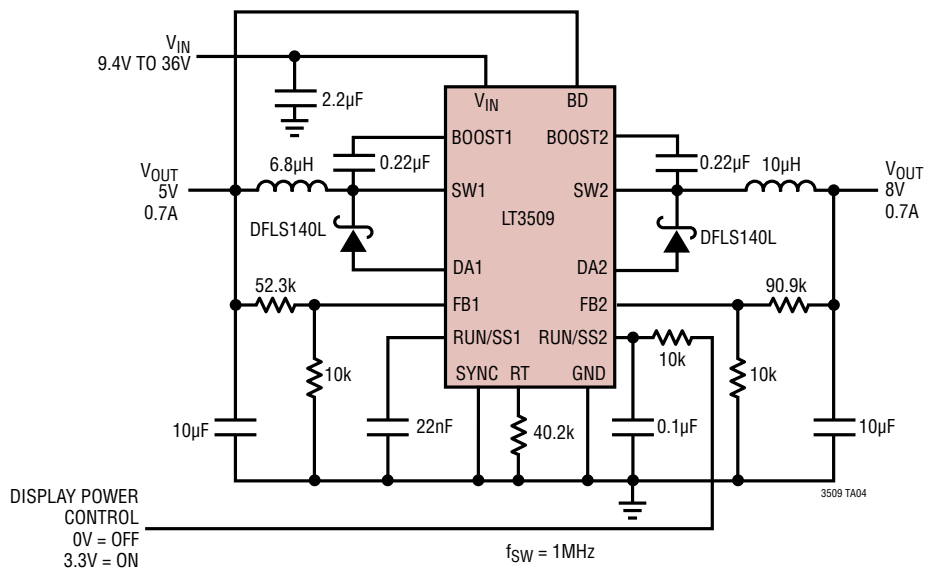 VIN
9.4V TO 36V
2.2µF
VIN
BD
BOOST1
BOOST2
6.8µH
0.22µF
0.22µF
10µH
VOUT
5V
0.7A
SW1
SW2
VOUT
8V
0.7A
LT3509
DFLS140L
DFLS140L
DA1
DA2
52.3k
FB1
FB2
90.9k
RUN/SS1
RUN/SS2
10k
10k
10k
SYNC
RT
GND
10µF
22nF
40.2k
0.1µF
10µF
3509 TA04
DISPLAY POWER
CONTROL
0V = OFF
3.3V = ON
fSW = 1MHz